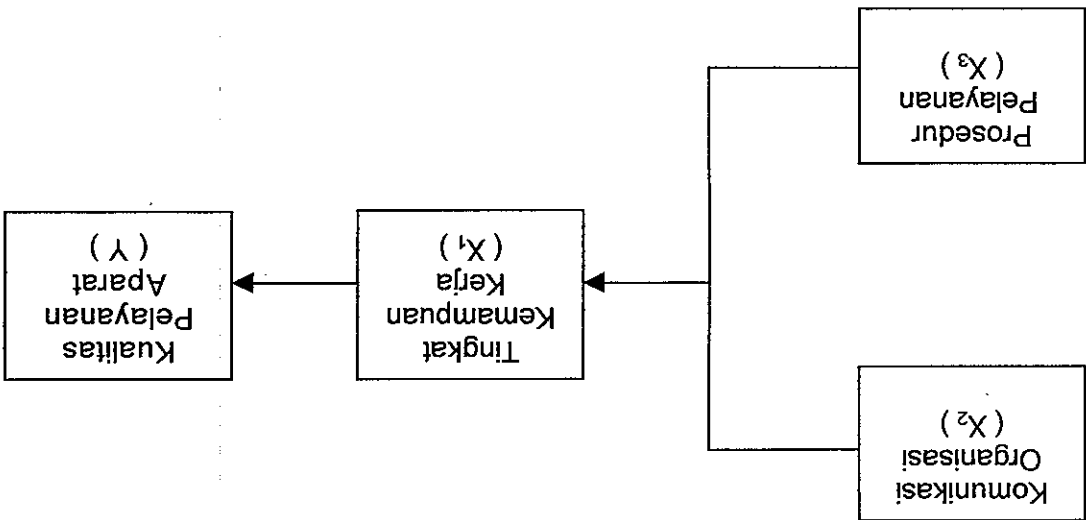 Komunikasi
Organisasi
( X₂ )
Prosedur
Pelayanan
( X₃ )
Tingkat
Kemampuan
Kerja
( X₁ )
Kualitas
Pelayanan
Aparat
( Y )